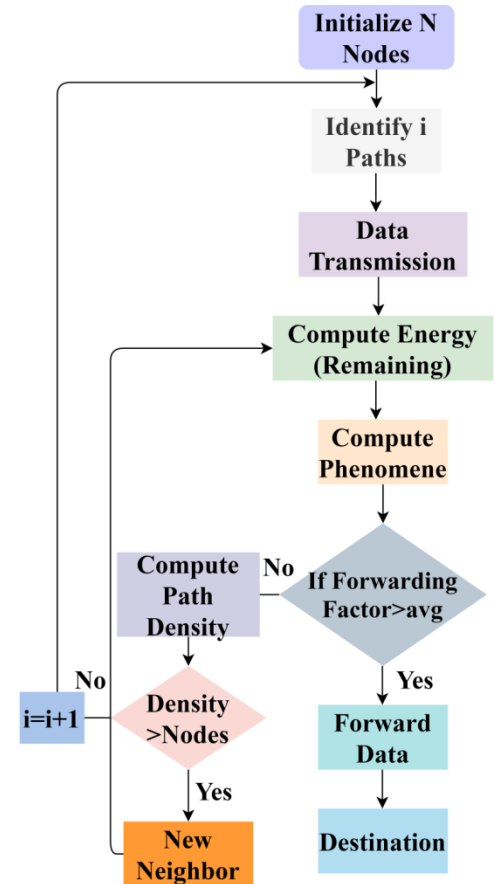 Initialize N
Nodes
Identify i
Paths
Data
Transmission
Compute Energy
(Remaining)
Compute
Phenomene
If Forwarding
Factor>avg
No
Compute
Path
Density
Yes
No
i=i+1
Density
>Nodes
Forward
Data
Yes
New
Neighbor
Destination